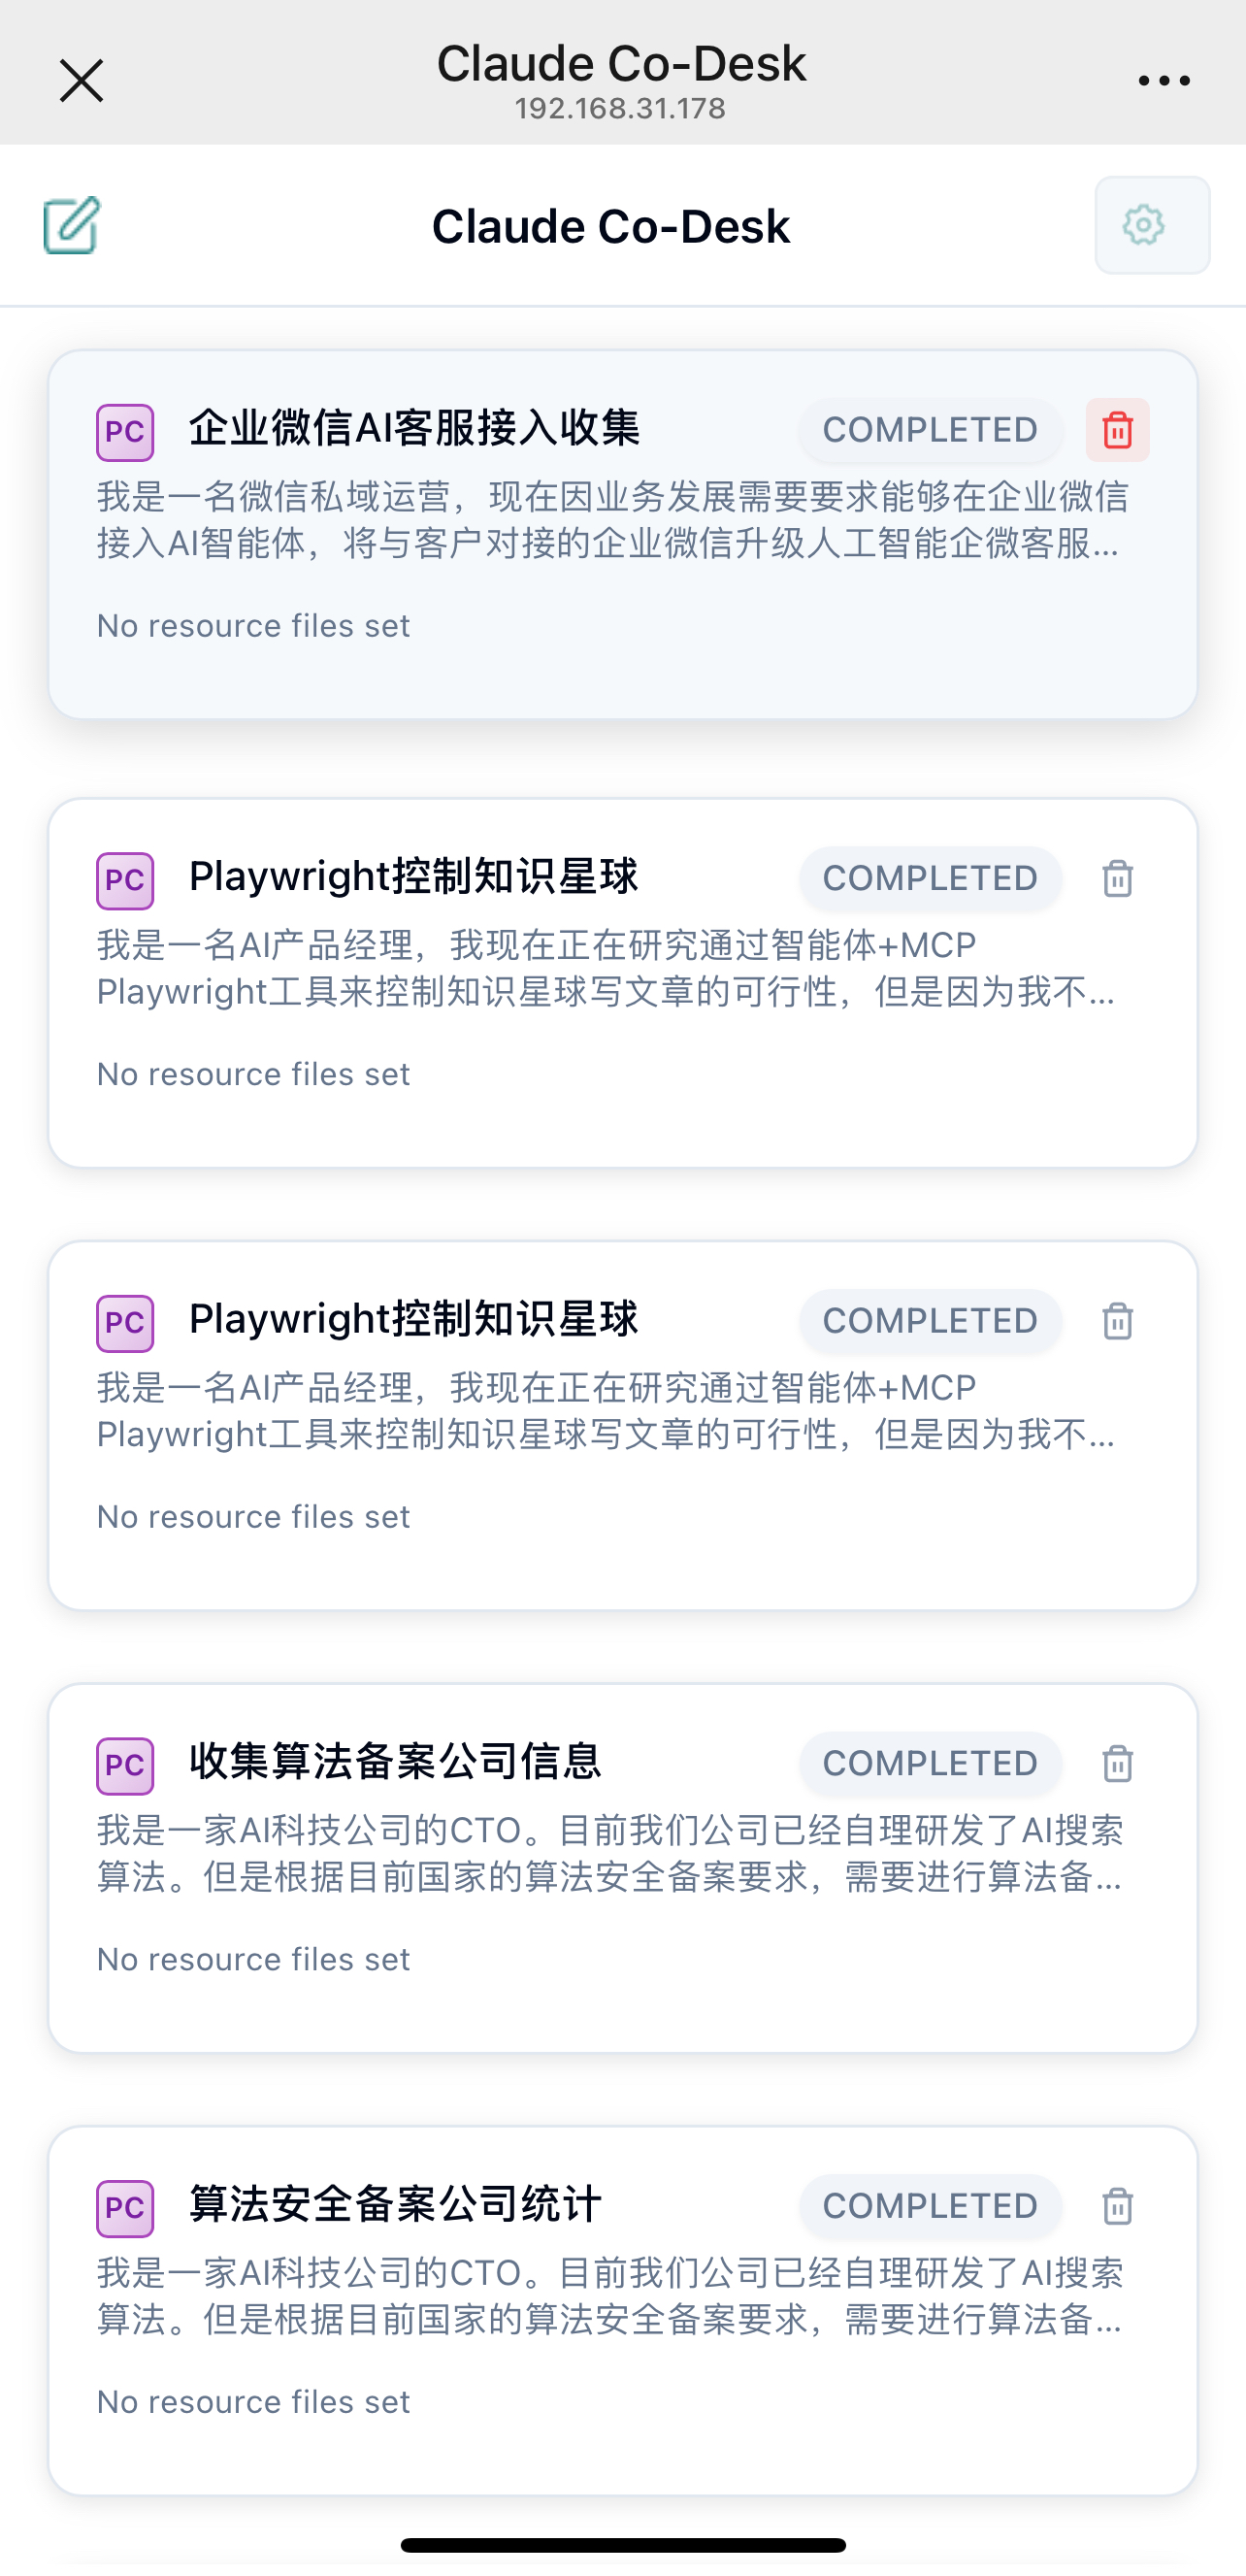 Claude Co-Desk
192.168.31.178
Claude Co-Desk
PC 企业微信AI客服接入收集 COMPLETED
我是一名微信私域运营，现在因业务发展需要要求能够在企业微信
接入AI智能体，将与客户对接的企业微信升级人工智能企微客服...
No resource files set
PC Playwright控制知识星球 COMPLETED
我是一名AI产品经理，我现在正在研究通过智能体+MCP
Playwright工具来控制知识星球写文章的可行性，但是因为我不...
No resource files set
PC Playwright控制知识星球 COMPLETED
我是一名AI产品经理，我现在正在研究通过智能体+MCP
Playwright工具来控制知识星球写文章的可行性，但是因为我不...
No resource files set
PC 收集算法备案公司信息 COMPLETED
我是一家AI科技公司的CTO。目前我们公司已经自理研发了AI搜索
算法。但是根据目前国家的算法安全备案要求，需要进行算法备...
No resource files set
PC 算法安全备案公司统计 COMPLETED
我是一家AI科技公司的CTO。目前我们公司已经自理研发了AI搜索
算法。但是根据目前国家的算法安全备案要求，需要进行算法备...
No resource files set